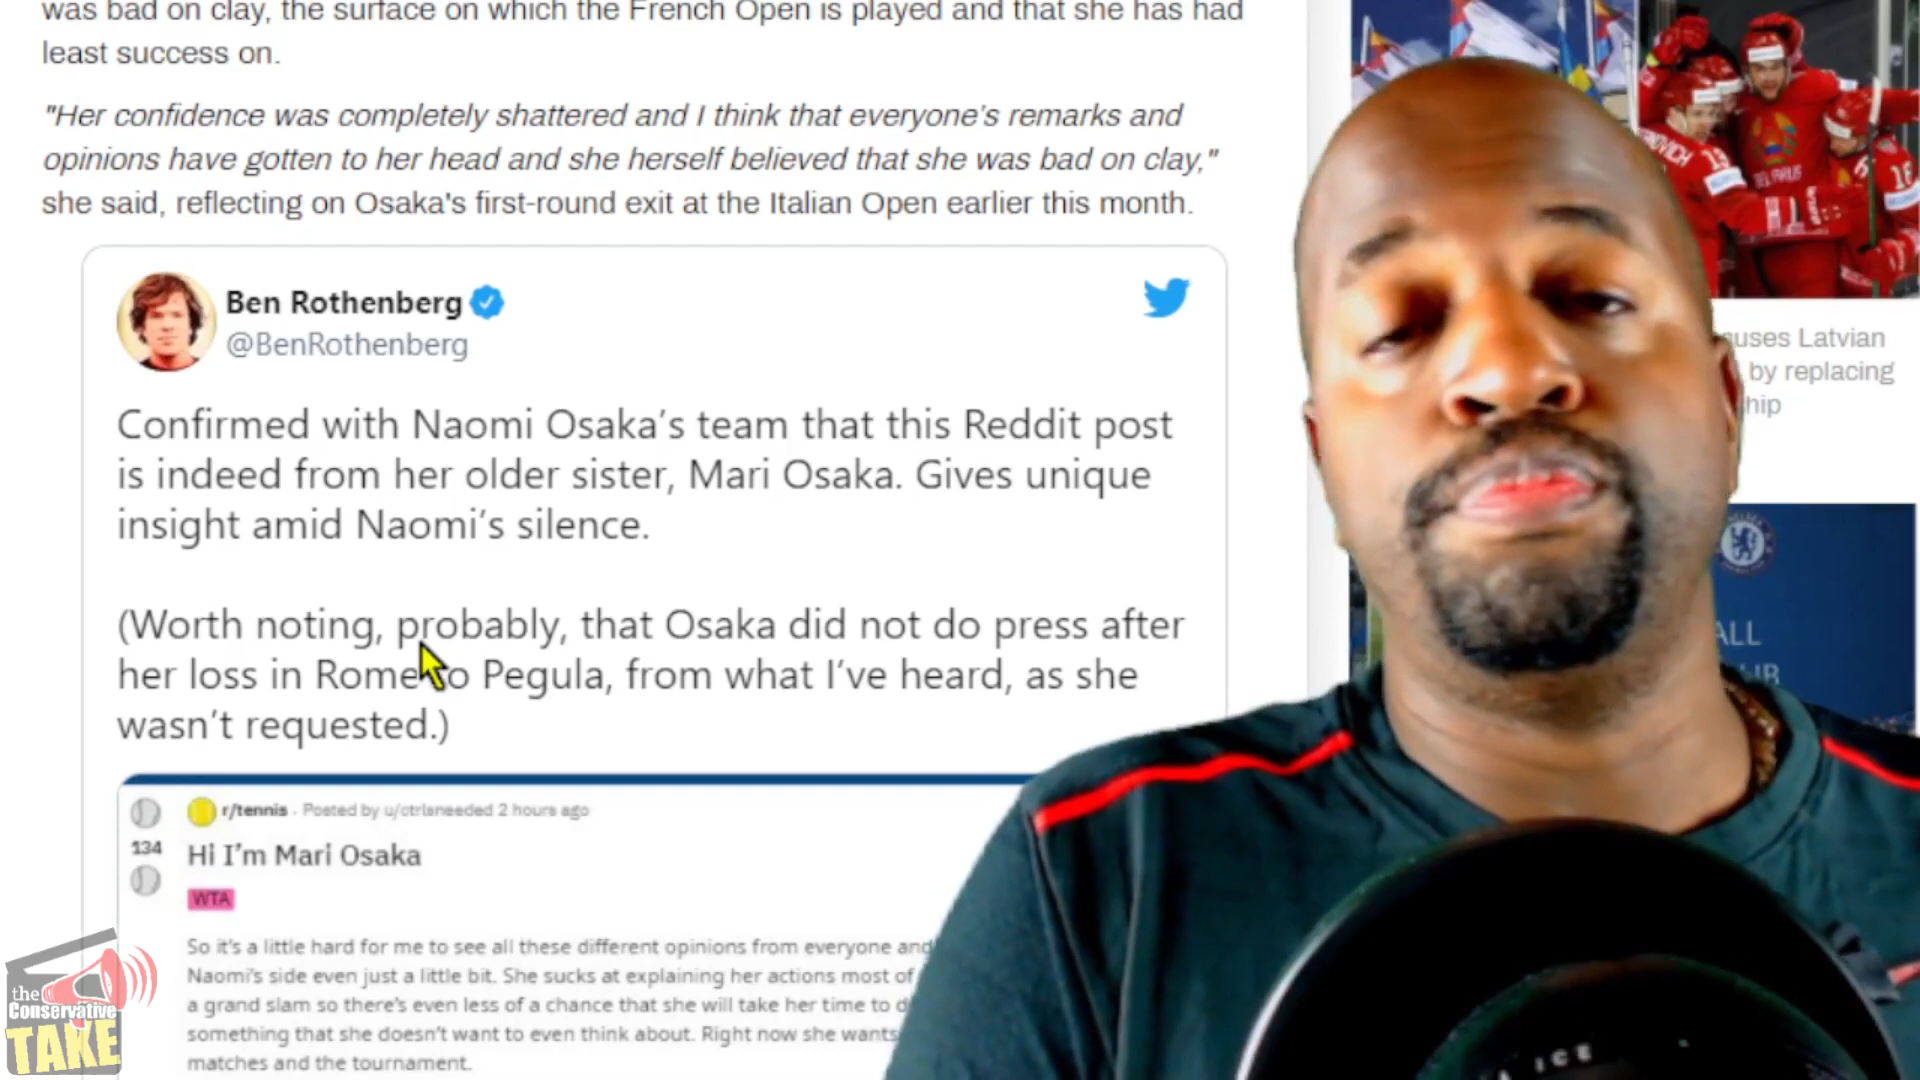 was bad on clay, the surface on which the French Open is played and that she has had
least success on.
"Her confidence was completely shattered and I think that everyone's remarks and
opinions have gotten to her head and she herself believed that she was bad on clay,"
she said, reflecting on Osaka's first-round exit at the Italian Open earlier this month.
Ben Rothenberg
@BenRothenberg
Confirmed with Naomi Osaka's team that this Reddit post
is indeed from her older sister, Mari Osaka. Gives unique
insight amid Naomi's silence.
(Worth noting, probably, that Osaka did not do press after
her loss in Rome to Pegula, from what I've heard, as she
wasn't requested.)
r/tennis · Posted by u/ctrlsneeded 2 hours ago
134
Hi I'm Mari Osaka
WTA
So it's a little hard for me to see all these different opinions from everyone and
Naomi's side even just a little bit. She sucks at explaining her actions most of
a grand slam so there's even less of a chance that she will take her time to d
something that she doesn't want to even think about. Right now she wants
matches and the tournament.
the
Conservative
TAKE
uses Latvian
by replacing
hip
13
18
CHELSEA
ALL
UB
ICE